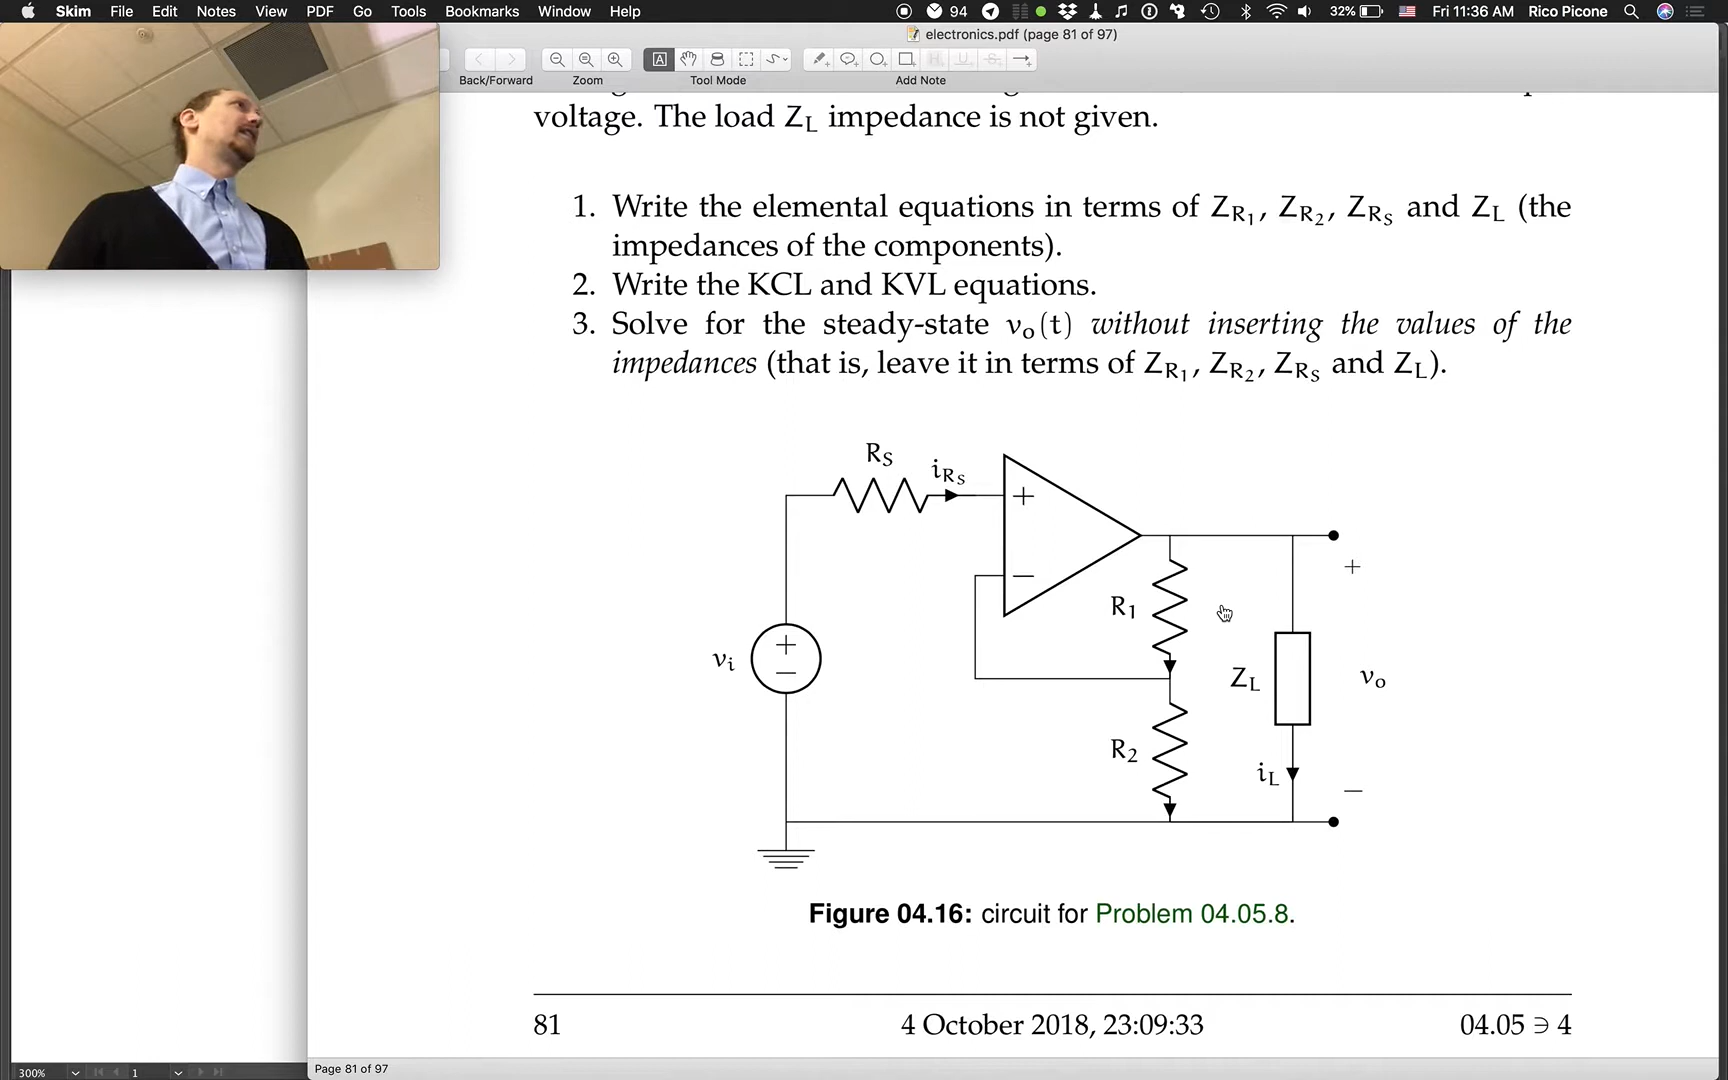 Skim File Edit Notes View PDF Go Tools Bookmarks Window Help 94 32% Fri 11:36 AM Rico Picone
electronics.pdf (page 81 of 97)
Back/Forward Zoom Tool Mode Add Note
voltage. The load Z_L impedance is not given.
1. Write the elemental equations in terms of Z_R1, Z_R2, Z_RS and Z_L (the
impedances of the components).
2. Write the KCL and KVL equations.
3. Solve for the steady-state v_o(t) without inserting the values of the
impedances (that is, leave it in terms of Z_R1, Z_R2, Z_RS and Z_L).
R_S i_RS
+
−
+
R_1
v_i + −
Z_L v_o
R_2
i_L
−
Figure 04.16: circuit for Problem 04.05.8.
81 4 October 2018, 23:09:33 04.05 ∋ 4
300% 1 Page 81 of 97